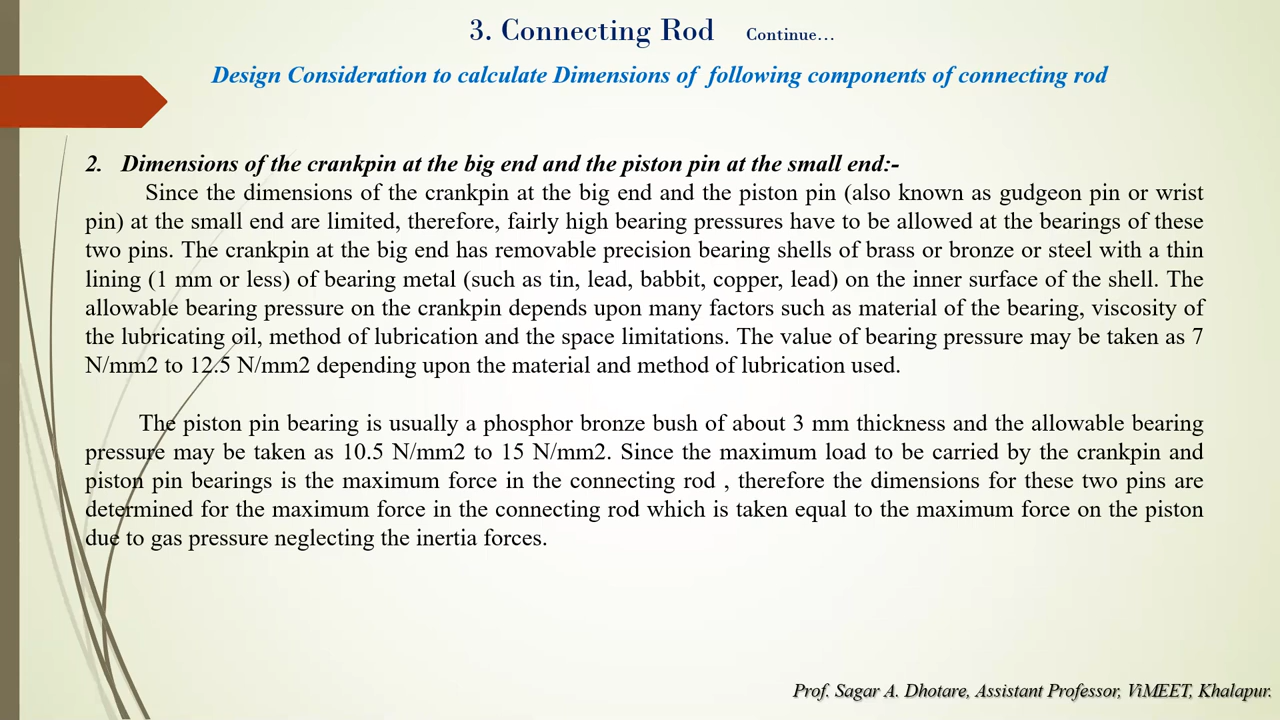 3. Connecting Rod Continue…
Design Consideration to calculate Dimensions of following components of connecting rod
2. Dimensions of the crankpin at the big end and the piston pin at the small end:-
Since the dimensions of the crankpin at the big end and the piston pin (also known as gudgeon pin or wrist
pin) at the small end are limited, therefore, fairly high bearing pressures have to be allowed at the bearings of these
two pins. The crankpin at the big end has removable precision bearing shells of brass or bronze or steel with a thin
lining (1 mm or less) of bearing metal (such as tin, lead, babbit, copper, lead) on the inner surface of the shell. The
allowable bearing pressure on the crankpin depends upon many factors such as material of the bearing, viscosity of
the lubricating oil, method of lubrication and the space limitations. The value of bearing pressure may be taken as 7
N/mm2 to 12.5 N/mm2 depending upon the material and method of lubrication used.
The piston pin bearing is usually a phosphor bronze bush of about 3 mm thickness and the allowable bearing
pressure may be taken as 10.5 N/mm2 to 15 N/mm2. Since the maximum load to be carried by the crankpin and
piston pin bearings is the maximum force in the connecting rod , therefore the dimensions for these two pins are
determined for the maximum force in the connecting rod which is taken equal to the maximum force on the piston
due to gas pressure neglecting the inertia forces.
Prof. Sagar A. Dhotare, Assistant Professor, ViMEET, Khalapur.